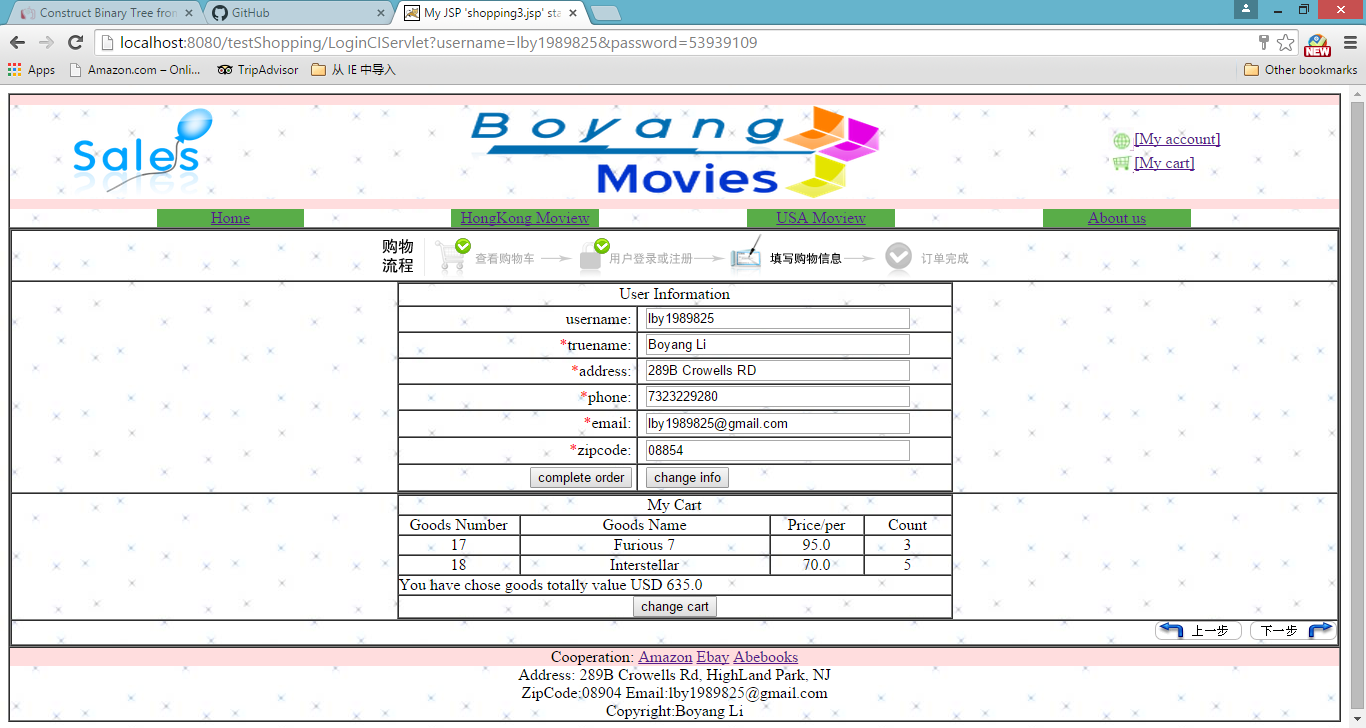 Construct Binary Tree from
GitHub
My JSP 'shopping3.jsp' sta
localhost:8080/testShopping/LoginClServlet?username=lby1989825&password=53939109
NEW
Apps
Amazon.com – Onli...
TripAdvisor
从 IE 中导入
Other bookmarks
Sales
Boyang
Movies
[My account]
[My cart]
Home
HongKong Moview
USA Moview
About us
购物
流程
查看购物车
用户登录或注册
填写购物信息
订单完成
User Information
username: lby1989825
*truename: Boyang Li
*address: 289B Crowells RD
*phone: 7323229280
*email: lby1989825@gmail.com
*zipcode: 08854
complete order change info
My Cart
Goods Number Goods Name Price/per Count
17 Furious 7 95.0 3
18 Interstellar 70.0 5
You have chose goods totally value USD 635.0
change cart
上一步 下一步
Cooperation: Amazon Ebay Abebooks
Address: 289B Crowells Rd, HighLand Park, NJ
ZipCode;08904 Email:lby1989825@gmail.com
Copyright:Boyang Li